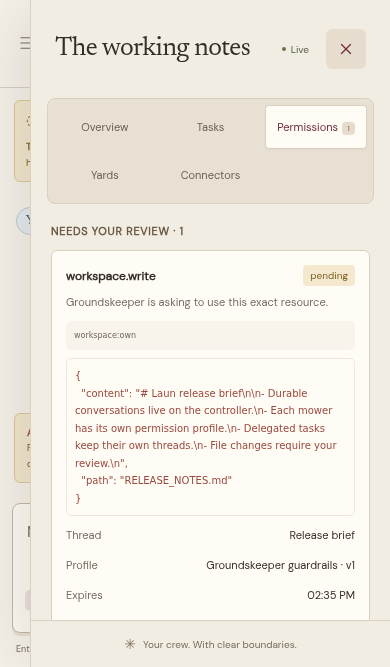 The working notes
• Live
Overview
Tasks
Permissions 1
Yards
Connectors
NEEDS YOUR REVIEW · 1
workspace.write
pending
Groundskeeper is asking to use this exact resource.
workspace:own
{
"content": "# Laun release brief\n\n- Durable
conversations live on the controller.\n- Each mower
has its own permission profile.\n- Delegated tasks
keep their own threads.\n- File changes require your
review.\n",
"path": "RELEASE_NOTES.md"
}
Thread
Release brief
Profile
Groundskeeper guardrails · v1
Expires
02:35 PM
Your crew. With clear boundaries.
Ent